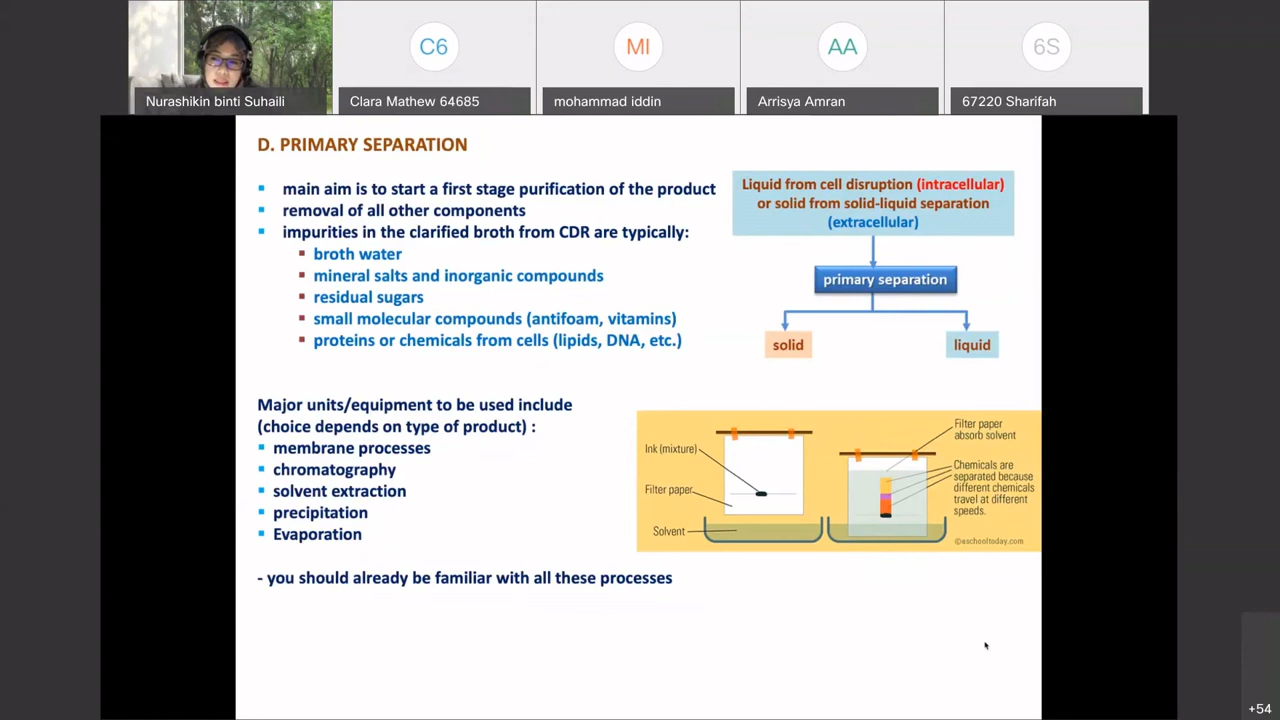 C6
MI
AA
6S
Nurashikin binti Suhaili
Clara Mathew 64685
mohammad iddin
Arrisya Amran
67220 Sharifah
D. PRIMARY SEPARATION
main aim is to start a first stage purification of the product
removal of all other components
impurities in the clarified broth from CDR are typically:
broth water
mineral salts and inorganic compounds
residual sugars
small molecular compounds (antifoam, vitamins)
proteins or chemicals from cells (lipids, DNA, etc.)
Liquid from cell disruption (intracellular)
or solid from solid-liquid separation
(extracellular)
primary separation
solid
liquid
Major units/equipment to be used include
(choice depends on type of product) :
membrane processes
chromatography
solvent extraction
precipitation
Evaporation
Ink (mixture)
Filter paper
Solvent
Filter paper
absorb solvent
Chemicals are
separated because
different chemicals
travel at different
speeds.
©eschooltoday.com
- you should already be familiar with all these processes
+54